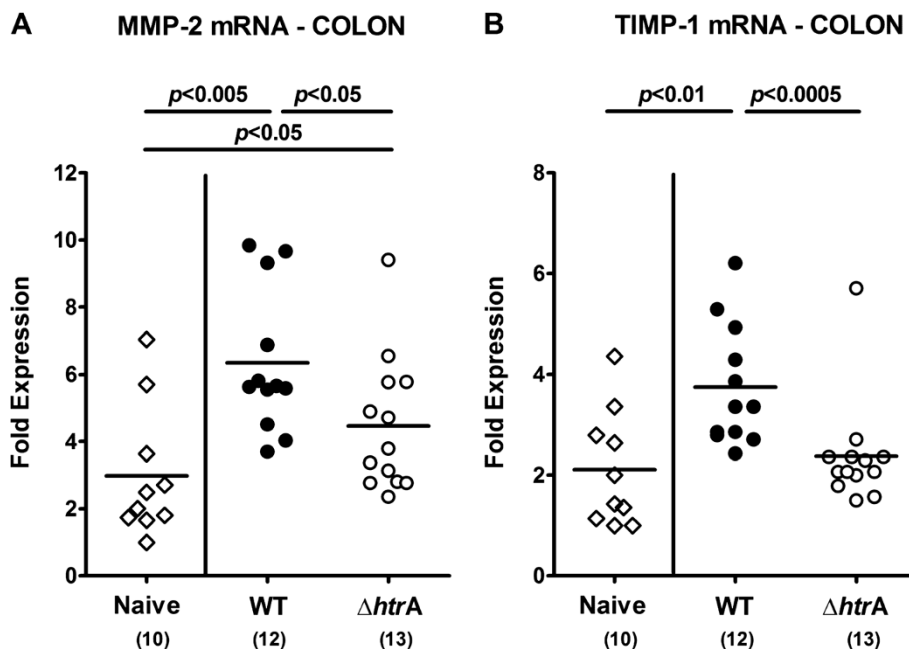 A MMP-2 mRNA - COLON
p<0.005 p<0.05
p<0.05
12
10
8
6
4
2
0
Fold Expression
Naive WT ΔhtrA
(10) (12) (13)
B TIMP-1 mRNA - COLON
p<0.01 p<0.0005
8
6
4
2
0
Fold Expression
Naive WT ΔhtrA
(10) (12) (13)